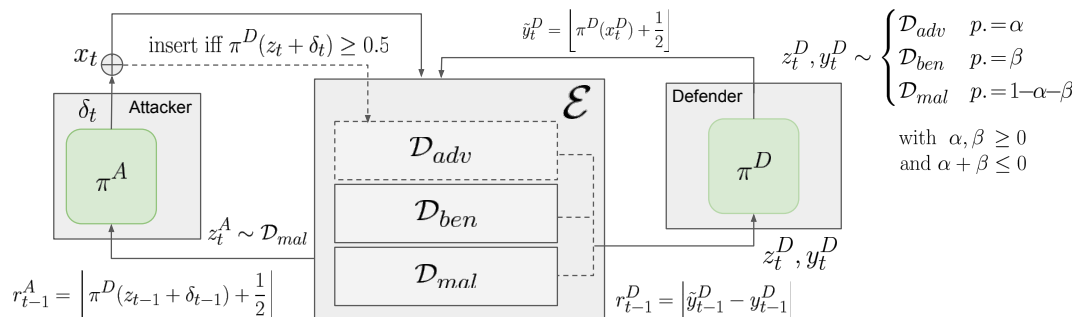 x_t
insert iff π^D(z_t + δ_t) ≥ 0.5
ỹ_t^D = ⌊π^D(x_t^D) + 1/2⌋
z_t^D, y_t^D ∼ { D_adv p.=α
D_ben p.=β
D_mal p.=1−α−β
with α, β ≥ 0
and α + β ≤ 0
δ_t
Attacker
π^A
ℰ
D_adv
D_ben
D_mal
Defender
π^D
z_t^A ∼ D_mal
z_t^D, y_t^D
r_{t−1}^A = ⌊π^D(z_{t−1} + δ_{t−1}) + 1/2⌋
r_{t−1}^D = |ỹ_{t−1}^D − y_{t−1}^D|